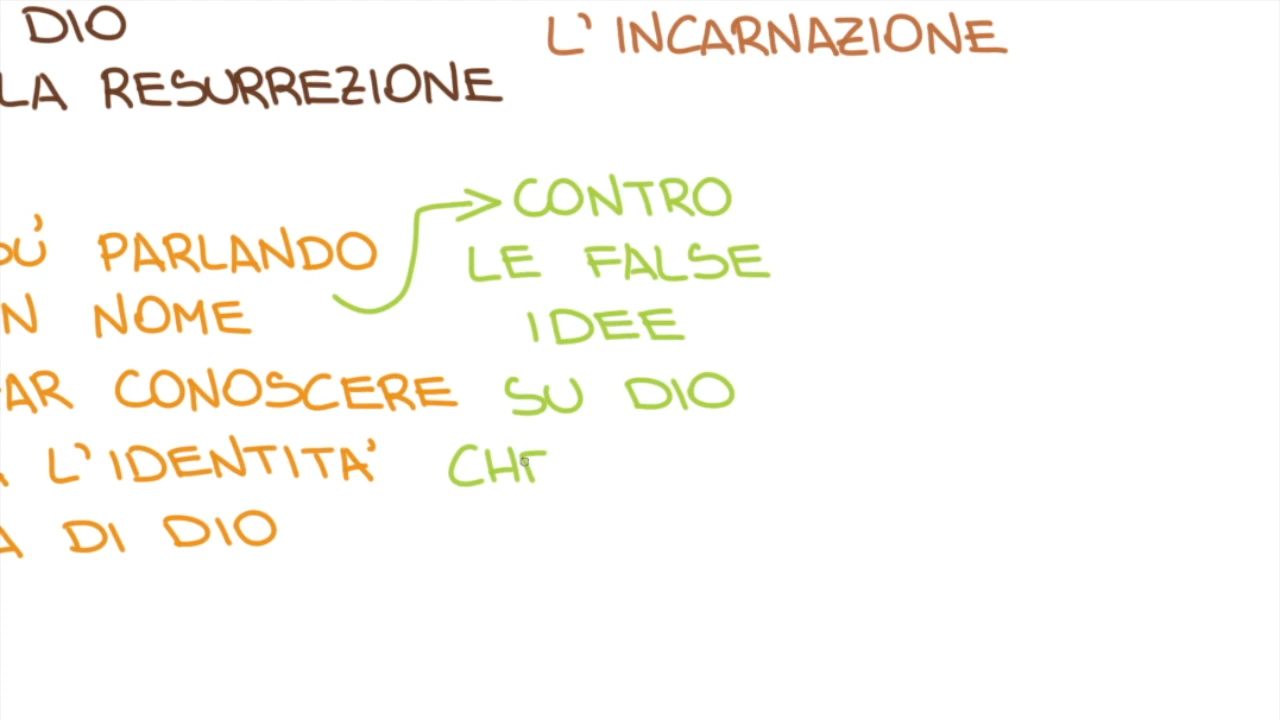 DIO
LA RESURREZIONE
L'INCARNAZIONE
PARLANDO
NOME
CONOSCERE
L'IDENTITA'
DI DIO
CONTRO
LE FALSE
IDEE
SU DIO